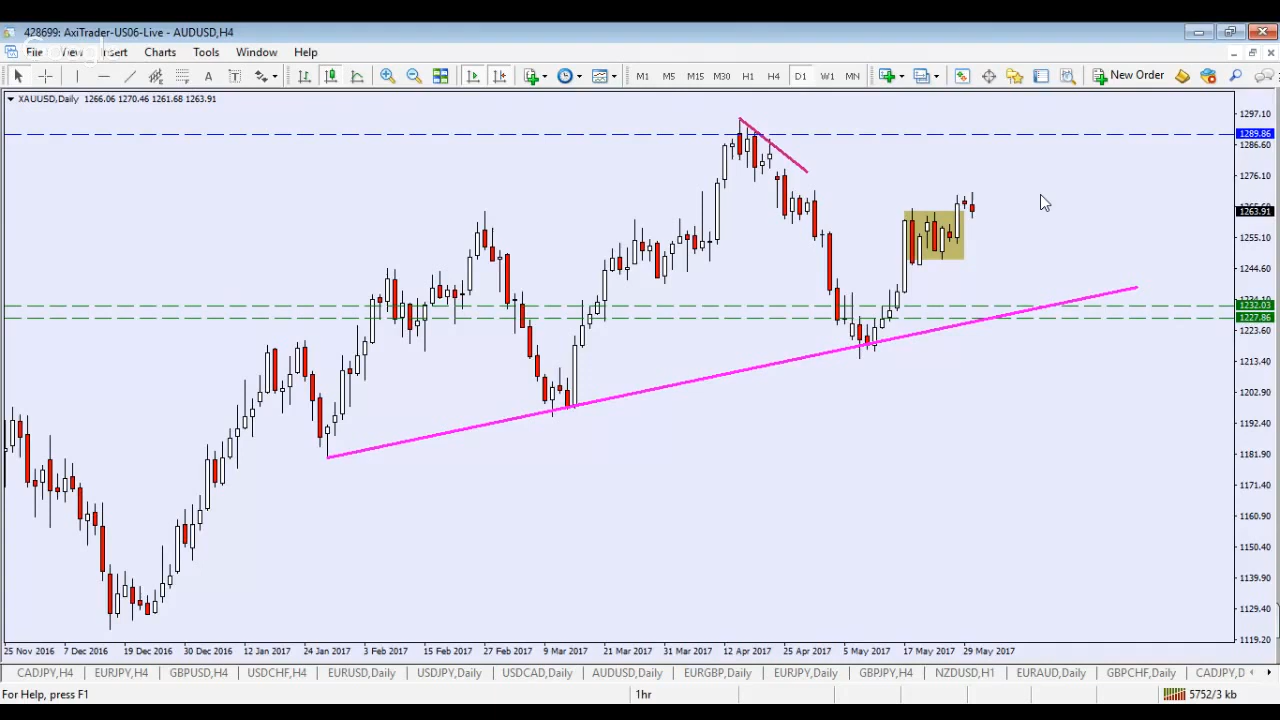 428699: AxiTrader-US06-Live - AUDUSD,H4
File View Insert Charts Tools Window Help
M1 M5 M15 M30 H1 H4 D1 W1 MN New Order
XAUUSD,Daily 1266.06 1270.46 1261.68 1263.91
1297.10
1289.86
1286.60
1276.10
1263.91
1255.10
1244.60
1232.03
1227.86
1223.60
1213.40
1202.90
1192.40
1181.90
1171.40
1160.90
1150.40
1139.90
1129.40
1119.20
25 Nov 2016 7 Dec 2016 19 Dec 2016 30 Dec 2016 12 Jan 2017 24 Jan 2017 3 Feb 2017 15 Feb 2017 27 Feb 2017 9 Mar 2017 21 Mar 2017 31 Mar 2017 12 Apr 2017 25 Apr 2017 5 May 2017 17 May 2017 29 May 2017
CADJPY,H4 EURJPY,H4 GBPUSD,H4 USDCHF,H4 EURUSD,Daily USDJPY,Daily USDCAD,Daily AUDUSD,Daily EURGBP,Daily EURJPY,Daily GBPJPY,H4 NZDUSD,H1 EURAUD,Daily GBPCHF,Daily CADJPY,D
For Help, press F1 1hr 5752/3 kb